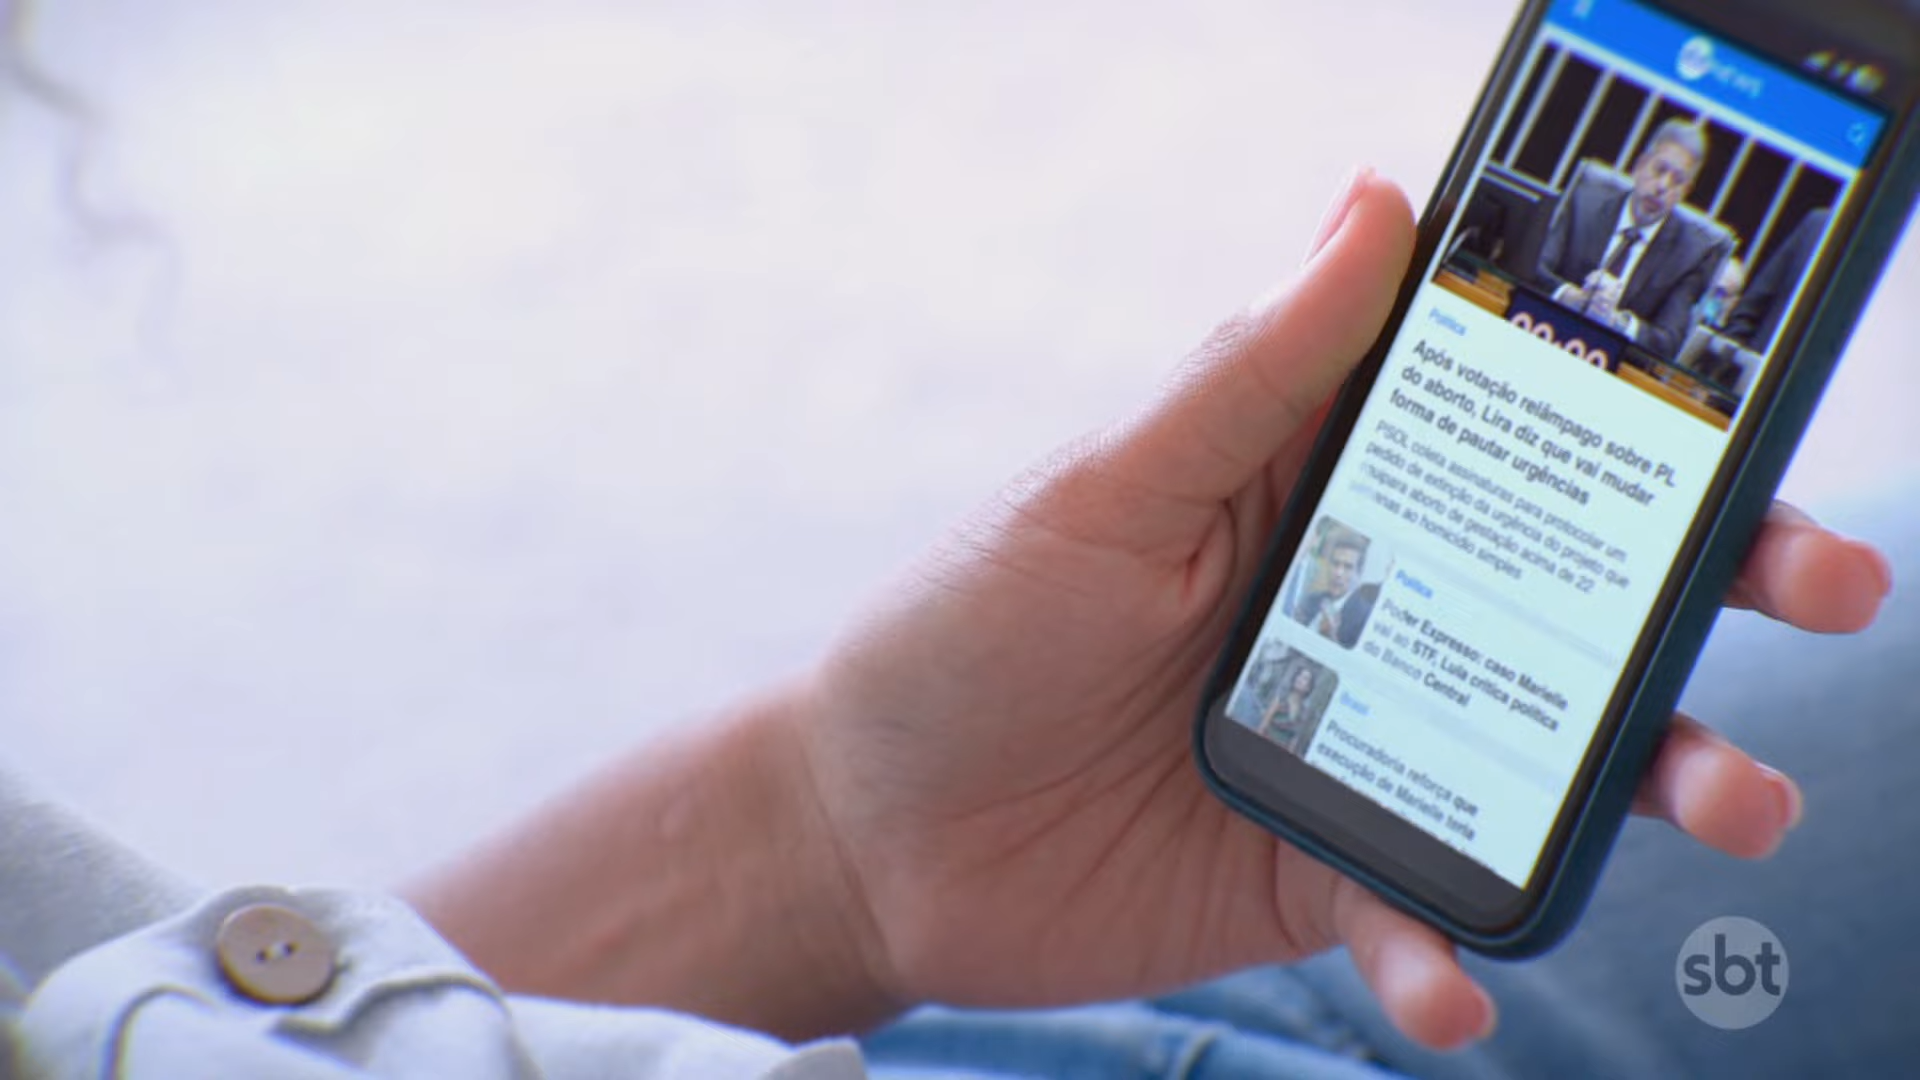 NEWS
Política
Após votação relâmpago sobre PL
do aborto, Lira diz que vai mudar
forma de pautar urgências
PSOL coleta assinaturas para protocolar um
pedido de extinção da urgência do projeto que
equipara aborto de gestação acima de 22
semanas ao homicídio simples
Política
Poder Expresso: caso Marielle
vai ao STF, Lula critica política
do Banco Central
Brasil
Procuradoria reforça que
execução de Marielle teria
00:00
sbt